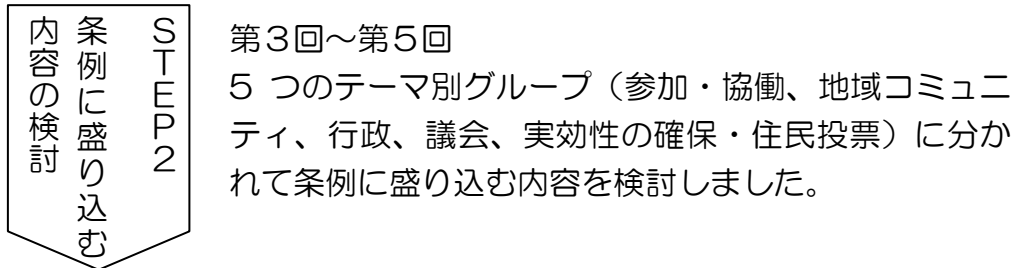 ＳＴＥＰ２
条例に盛り込む
内容の検討
第３回～第５回
５ つのテーマ別グループ（参加・協働、地域コミュニ
ティ、行政、議会、実効性の確保・住民投票）に分か
れて条例に盛り込む内容を検討しました。